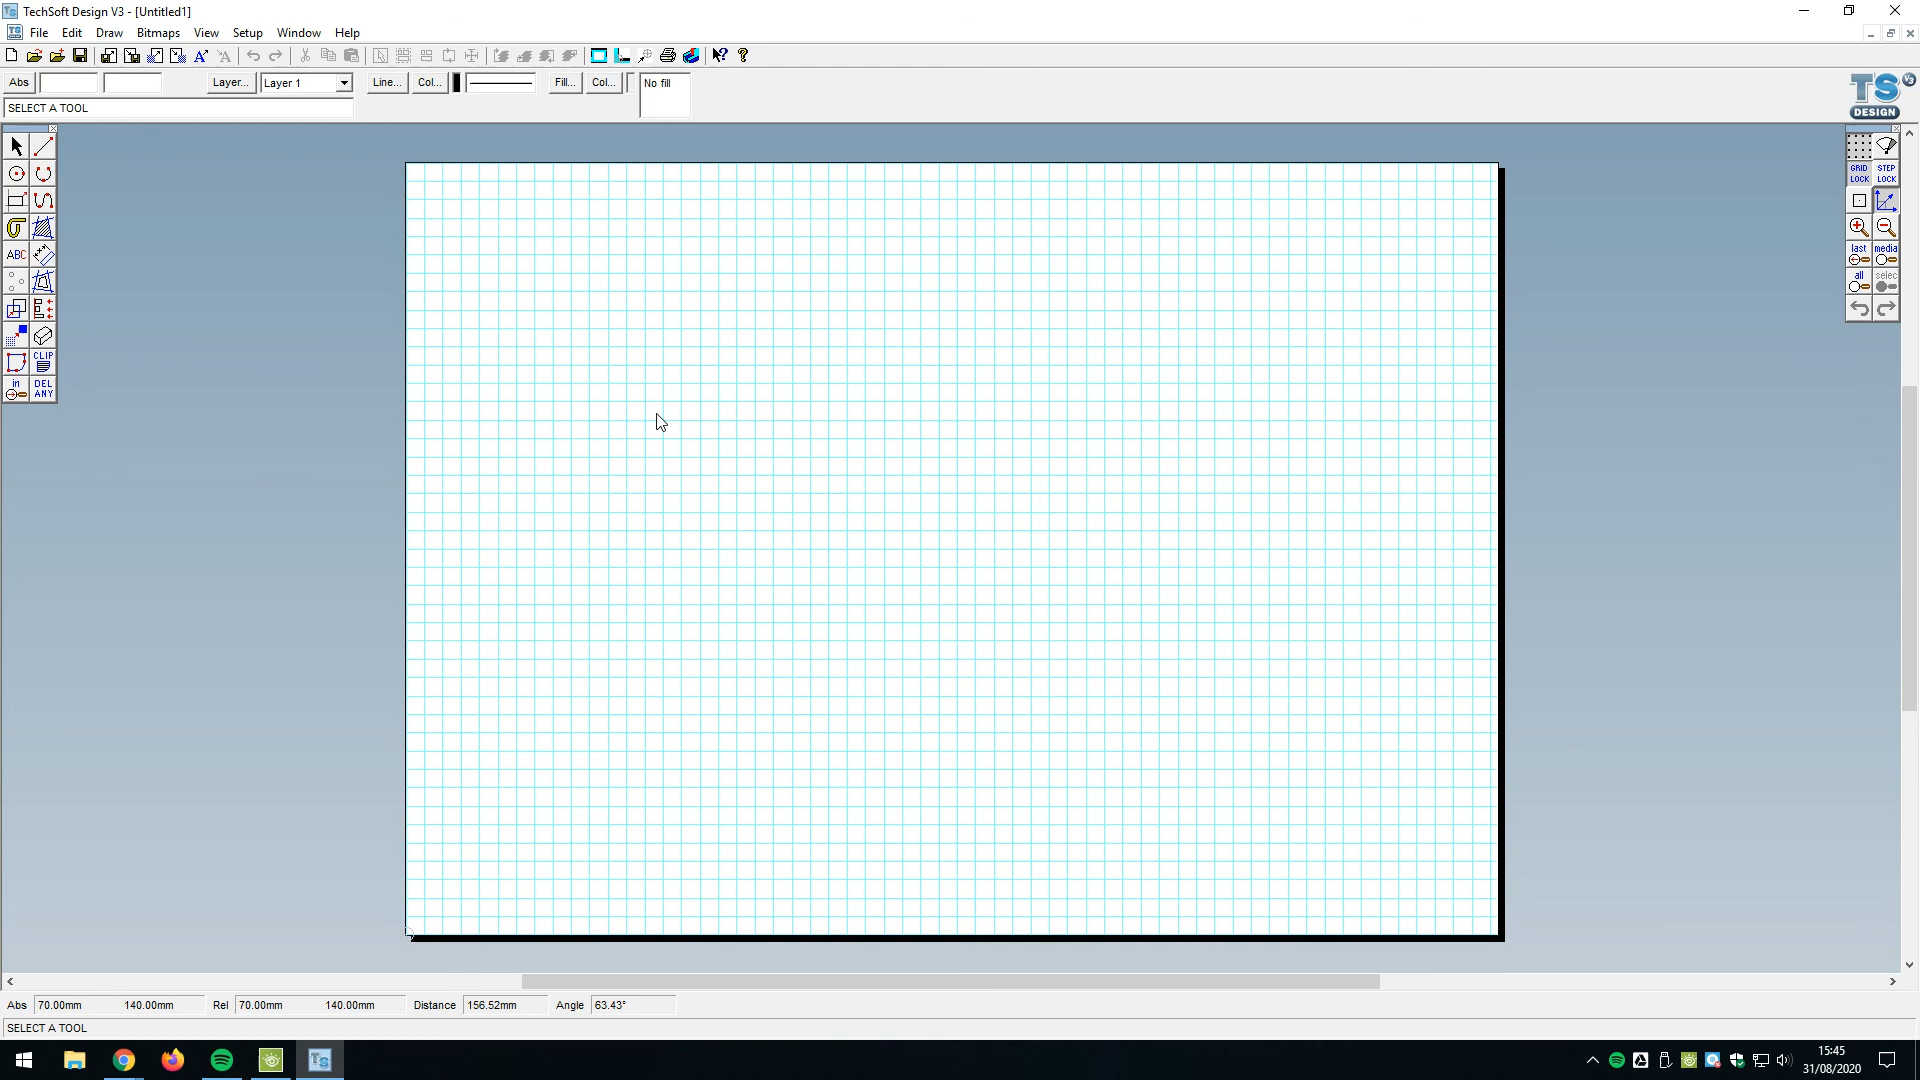 TechSoft Design V3 - [Untitled1]
File Edit Draw Bitmaps View Setup Window Help
Abs Layer... Layer 1 Line... Col... Fill... Col... No fill
SELECT A TOOL
TS V3
DESIGN
GRID LOCK STEP LOCK
last media
all selec
ABC
CLIP
in DEL ANY
Abs 70.00mm 140.00mm Rel 70.00mm 140.00mm Distance 156.52mm Angle 63.43°
SELECT A TOOL
15:45
31/08/2020